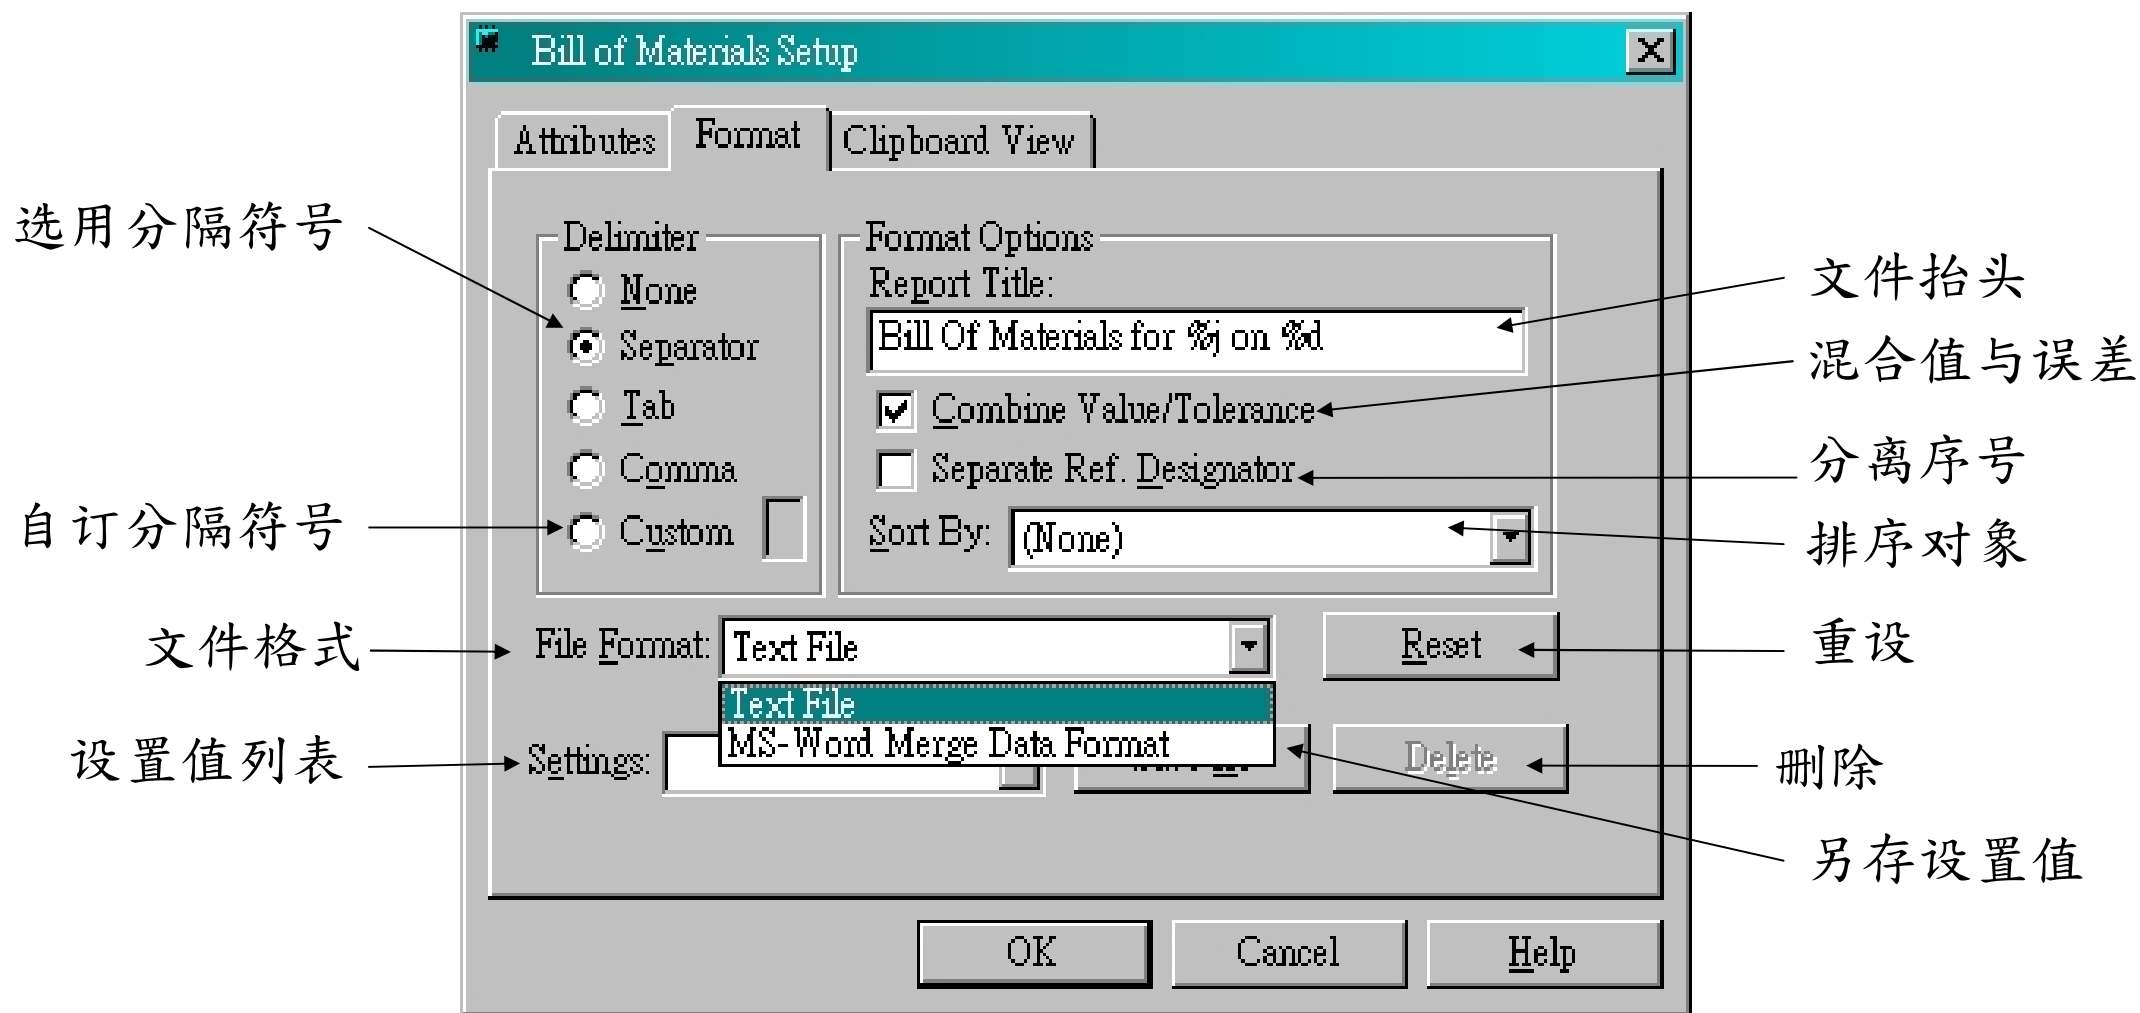 Bill of Materials Setup
Attributes
Format
Clipboard View
选用分隔符号
Delimiter
None
Separator
Tab
Comma
Custom
自订分隔符号
Format Options
Report Title:
Bill Of Materials for %j on %d
Combine Value/Tolerance
Separate Ref. Designator
Sort By:
(None)
文件抬头
混合值与误差
分离序号
排序对象
文件格式
File Format:
Text File
Reset
重设
Text File
MS-Word Merge Data Format
设置值列表
Settings:
Delete
删除
另存设置值
OK
Cancel
Help